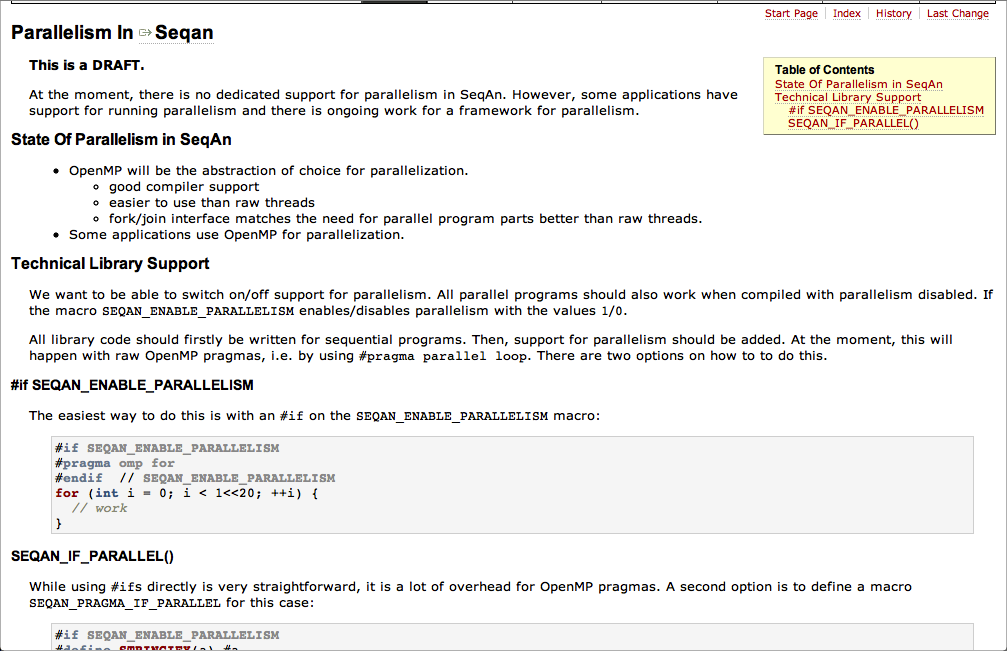 Start Page Index History Last Change
Parallelism In Seqan
This is a DRAFT.
At the moment, there is no dedicated support for parallelism in SeqAn. However, some applications have
support for running parallelism and there is ongoing work for a framework for parallelism.
Table of Contents
State Of Parallelism in SeqAn
Technical Library Support
#if SEQAN_ENABLE_PARALLELISM
SEQAN_IF_PARALLEL()
State Of Parallelism in SeqAn
• OpenMP will be the abstraction of choice for parallelization.
◦ good compiler support
◦ easier to use than raw threads
◦ fork/join interface matches the need for parallel program parts better than raw threads.
• Some applications use OpenMP for parallelization.
Technical Library Support
We want to be able to switch on/off support for parallelism. All parallel programs should also work when compiled with parallelism disabled. If
the macro SEQAN_ENABLE_PARALLELISM enables/disables parallelism with the values 1/0.
All library code should firstly be written for sequential programs. Then, support for parallelism should be added. At the moment, this will
happen with raw OpenMP pragmas, i.e. by using #pragma parallel loop. There are two options on how to to do this.
#if SEQAN_ENABLE_PARALLELISM
The easiest way to do this is with an #if on the SEQAN_ENABLE_PARALLELISM macro:
#if SEQAN_ENABLE_PARALLELISM
#pragma omp for
#endif // SEQAN_ENABLE_PARALLELISM
for (int i = 0; i < 1<<20; ++i) {
// work
}
SEQAN_IF_PARALLEL()
While using #ifs directly is very straightforward, it is a lot of overhead for OpenMP pragmas. A second option is to define a macro
SEQAN_PRAGMA_IF_PARALLEL for this case:
#if SEQAN_ENABLE_PARALLELISM
#define STRINGIFY(a) #a